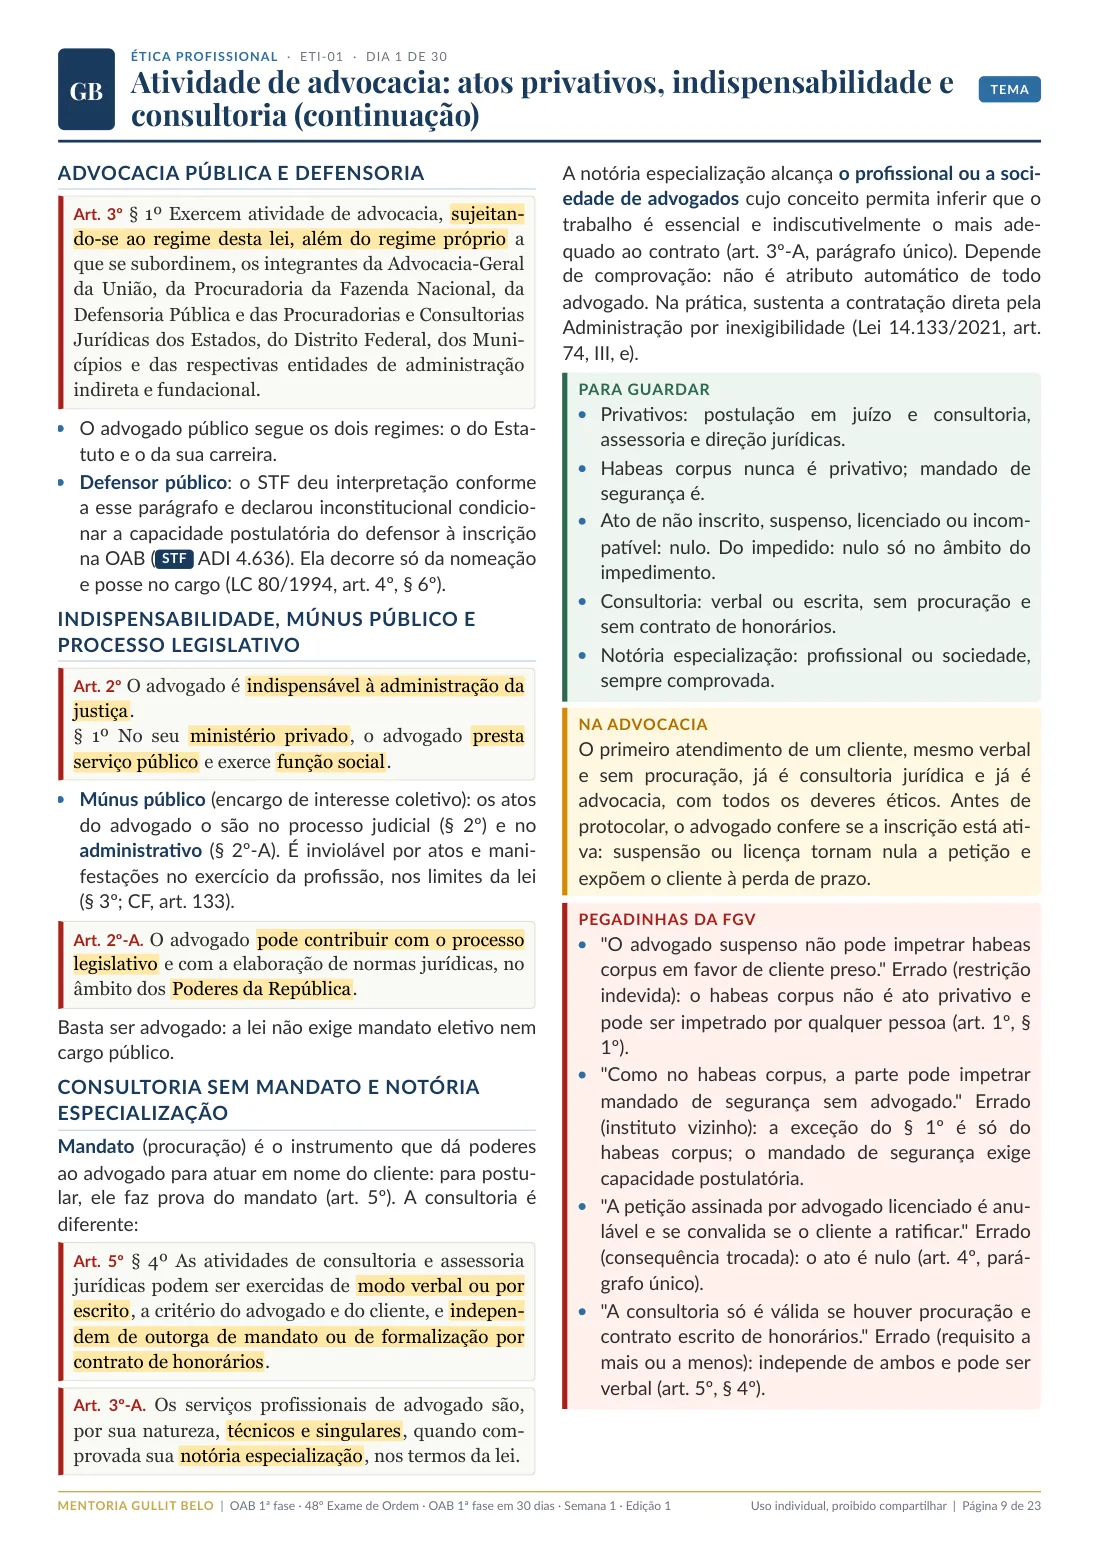 GB
ÉTICA PROFISSIONAL · ETI-01 · DIA 1 DE 30
Atividade de advocacia: atos privativos, indispensabilidade e
consultoria (continuação)
TEMA
ADVOCACIA PÚBLICA E DEFENSORIA
Art. 3º § 1º Exercem atividade de advocacia, sujeitan-
do-se ao regime desta lei, além do regime próprio a
que se subordinem, os integrantes da Advocacia-Geral
da União, da Procuradoria da Fazenda Nacional, da
Defensoria Pública e das Procuradorias e Consultorias
Jurídicas dos Estados, do Distrito Federal, dos Muni-
cípios e das respectivas entidades de administração
indireta e fundacional.
• O advogado público segue os dois regimes: o do Esta-
tuto e o da sua carreira.
• Defensor público: o STF deu interpretação conforme
a esse parágrafo e declarou inconstitucional condicio-
nar a capacidade postulatória do defensor à inscrição
na OAB (STF ADI 4.636). Ela decorre só da nomeação
e posse no cargo (LC 80/1994, art. 4º, § 6º).
INDISPENSABILIDADE, MÚNUS PÚBLICO E
PROCESSO LEGISLATIVO
Art. 2º O advogado é indispensável à administração da
justiça.
§ 1º No seu ministério privado, o advogado presta
serviço público e exerce função social.
• Múnus público (encargo de interesse coletivo): os atos
do advogado o são no processo judicial (§ 2º) e no
administrativo (§ 2º-A). É inviolável por atos e mani-
festações no exercício da profissão, nos limites da lei
(§ 3º; CF, art. 133).
Art. 2º-A. O advogado pode contribuir com o processo
legislativo e com a elaboração de normas jurídicas, no
âmbito dos Poderes da República.
Basta ser advogado: a lei não exige mandato eletivo nem
cargo público.
CONSULTORIA SEM MANDATO E NOTÓRIA
ESPECIALIZAÇÃO
Mandato (procuração) é o instrumento que dá poderes
ao advogado para atuar em nome do cliente: para postu-
lar, ele faz prova do mandato (art. 5º). A consultoria é
diferente:
Art. 5º § 4º As atividades de consultoria e assessoria
jurídicas podem ser exercidas de modo verbal ou por
escrito, a critério do advogado e do cliente, e indepen-
dem de outorga de mandato ou de formalização por
contrato de honorários.
Art. 3º-A. Os serviços profissionais de advogado são,
por sua natureza, técnicos e singulares, quando com-
provada sua notória especialização, nos termos da lei.
A notória especialização alcança o profissional ou a soci-
edade de advogados cujo conceito permita inferir que o
trabalho é essencial e indiscutivelmente o mais ade-
quado ao contrato (art. 3º-A, parágrafo único). Depende
de comprovação: não é atributo automático de todo
advogado. Na prática, sustenta a contratação direta pela
Administração por inexigibilidade (Lei 14.133/2021, art.
74, III, e).
PARA GUARDAR
• Privativos: postulação em juízo e consultoria,
assessoria e direção jurídicas.
• Habeas corpus nunca é privativo; mandado de
segurança é.
• Ato de não inscrito, suspenso, licenciado ou incom-
patível: nulo. Do impedido: nulo só no âmbito do
impedimento.
• Consultoria: verbal ou escrita, sem procuração e
sem contrato de honorários.
• Notória especialização: profissional ou sociedade,
sempre comprovada.
NA ADVOCACIA
O primeiro atendimento de um cliente, mesmo verbal
e sem procuração, já é consultoria jurídica e já é
advocacia, com todos os deveres éticos. Antes de
protocolar, o advogado confere se a inscrição está ati-
va: suspensão ou licença tornam nula a petição e
expõem o cliente à perda de prazo.
PEGADINHAS DA FGV
• "O advogado suspenso não pode impetrar habeas
corpus em favor de cliente preso." Errado (restrição
indevida): o habeas corpus não é ato privativo e
pode ser impetrado por qualquer pessoa (art. 1º, §
1º).
• "Como no habeas corpus, a parte pode impetrar
mandado de segurança sem advogado." Errado
(instituto vizinho): a exceção do § 1º é só do
habeas corpus; o mandado de segurança exige
capacidade postulatória.
• "A petição assinada por advogado licenciado é anu-
lável e se convalida se o cliente a ratificar." Errado
(consequência trocada): o ato é nulo (art. 4º, pará-
grafo único).
• "A consultoria só é válida se houver procuração e
contrato escrito de honorários." Errado (requisito a
mais ou a menos): independe de ambos e pode ser
verbal (art. 5º, § 4º).
MENTORIA GULLIT BELO | OAB 1ª fase · 48º Exame de Ordem · OAB 1ª fase em 30 dias · Semana 1 · Edição 1
Uso individual, proibido compartilhar | Página 9 de 23